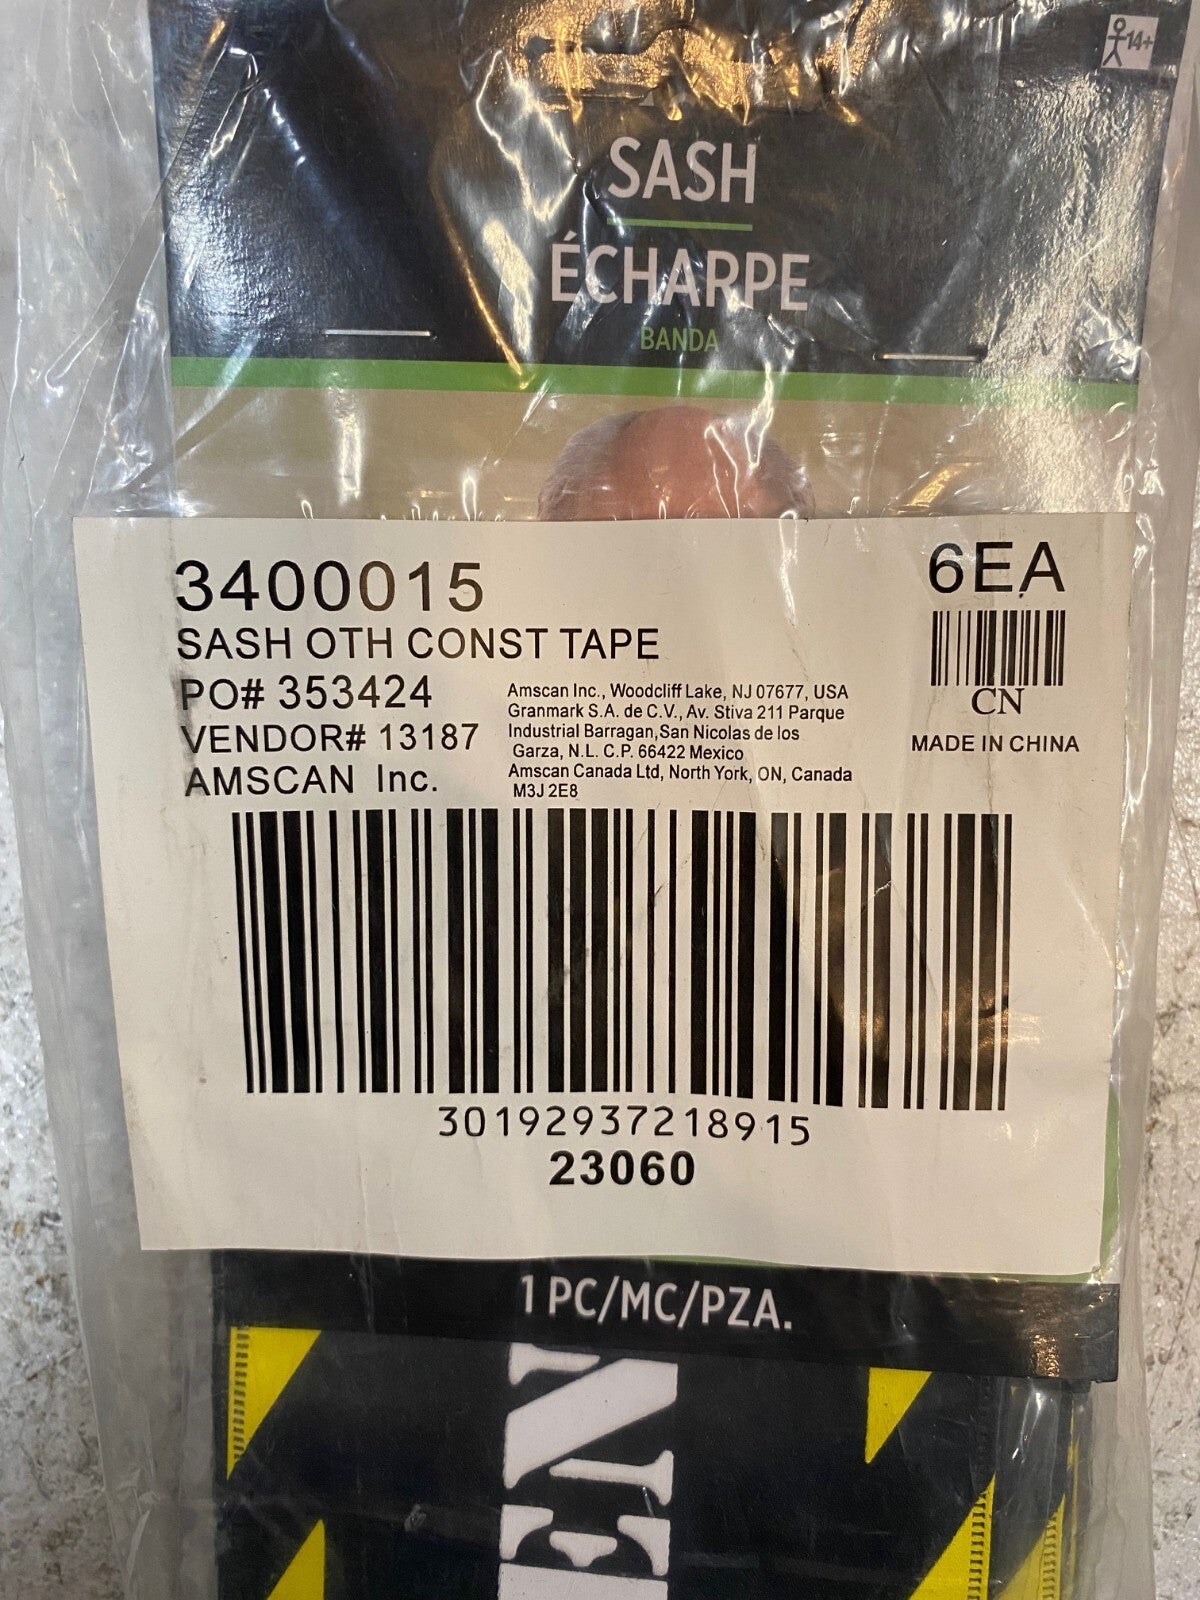 14+
SASH
ÉCHARPE
BANDA
3400015
6EA
SASH OTH CONST TAPE
PO# 353424
VENDOR# 13187
AMSCAN Inc.
Amscan Inc., Woodcliff Lake, NJ 07677, USA
Granmark S.A. de C.V., Av. Stiva 211 Parque
Industrial Barragan,San Nicolas de los
Garza, N.L. C.P. 66422 Mexico
Amscan Canada Ltd, North York, ON, Canada
M3J 2E8
CN
MADE IN CHINA
30192937218915
23060
1 PC/MC/PZA.
EN